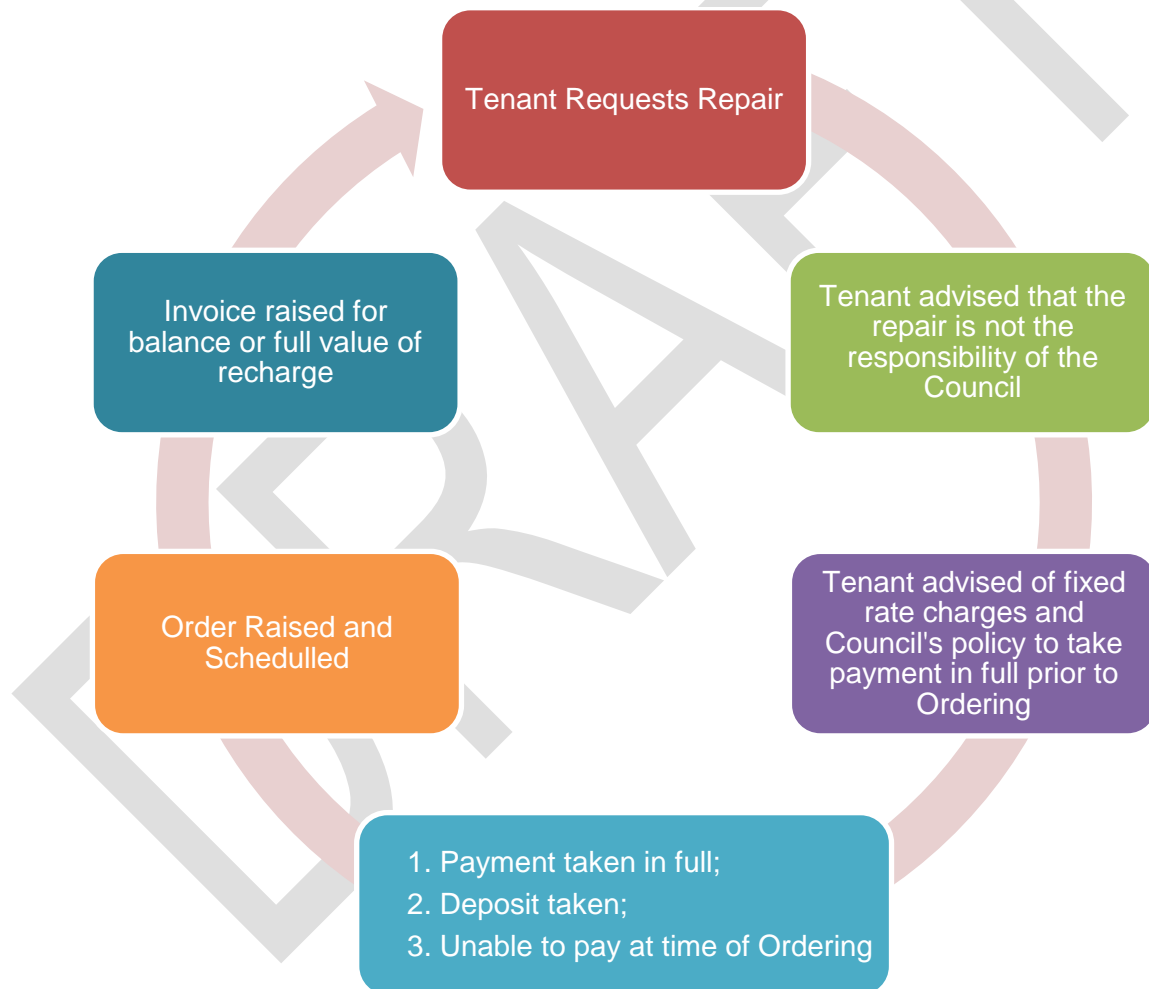 Tenant Requests Repair
Tenant advised that the
repair is not the
responsibility of the
Council
Tenant advised of fixed
rate charges and
Council's policy to take
payment in full prior to
Ordering
1. Payment taken in full;
2. Deposit taken;
3. Unable to pay at time of Ordering
Order Raised and
Schedulled
Invoice raised for
balance or full value of
recharge
DRAFT